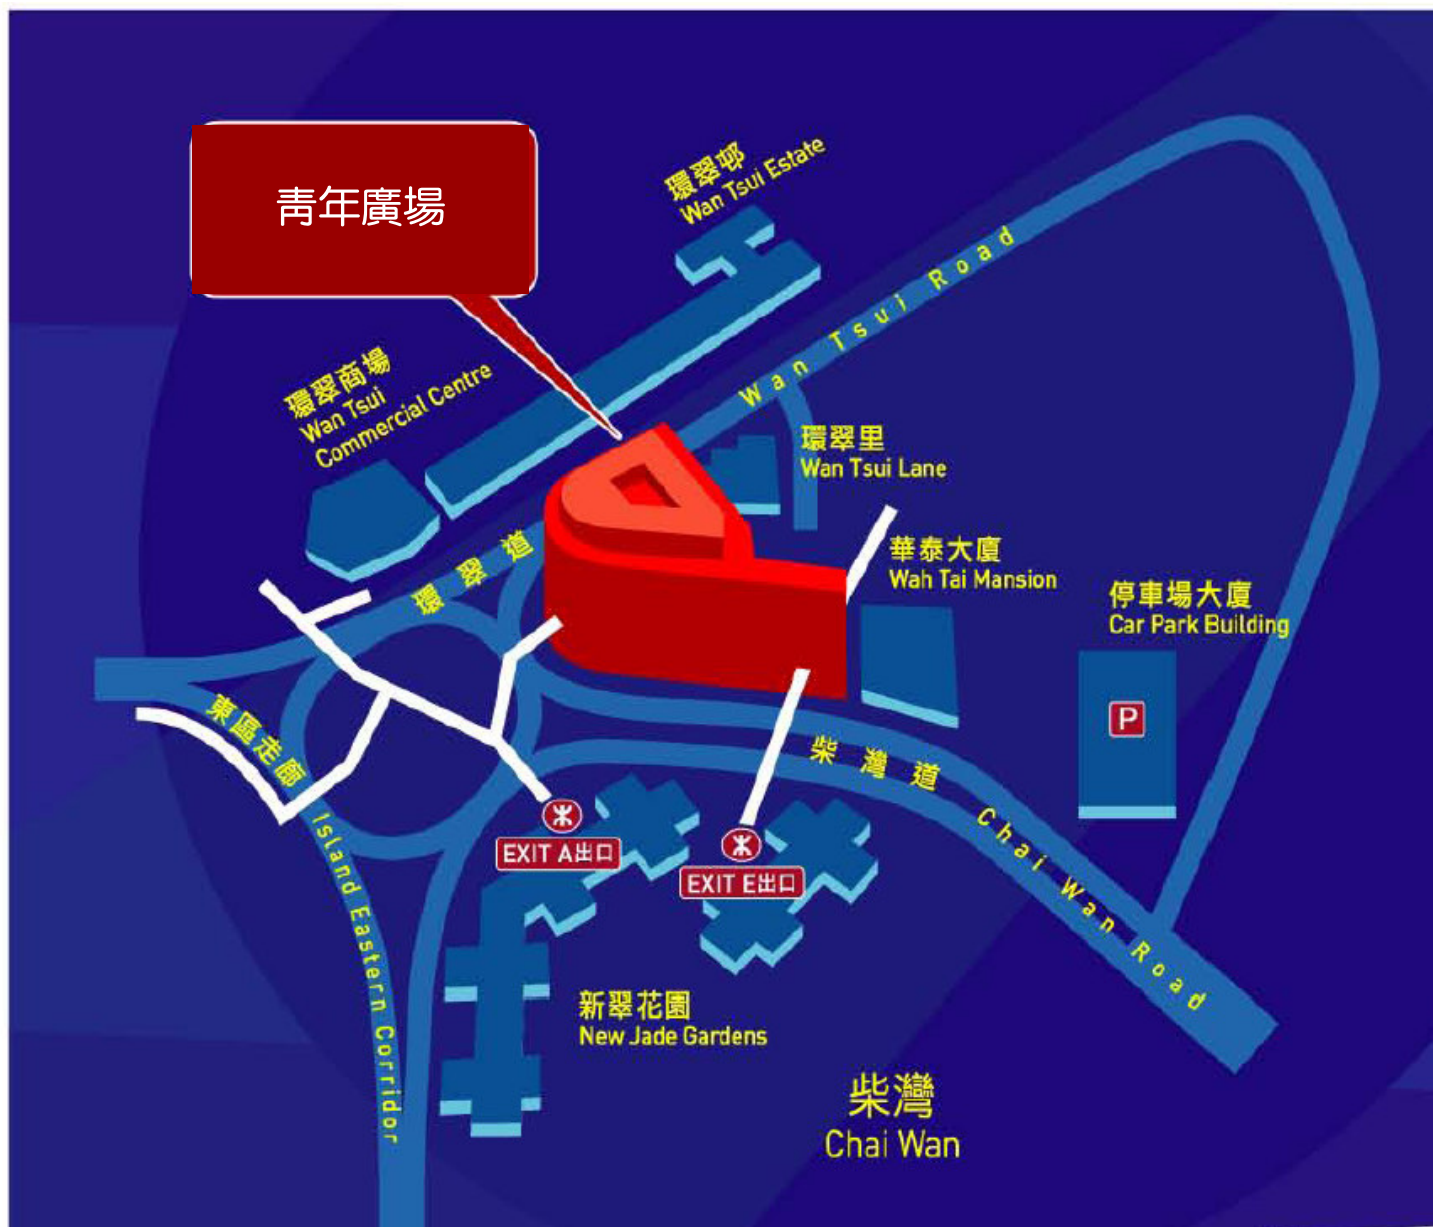 青年廣場
環翠邨
Wan Tsui Estate
Wan Tsui Road
環翠商場
Wan Tsui
Commercial Centre
環翠里
Wan Tsui Lane
環翠道
華泰大廈
Wah Tai Mansion
停車場大廈
Car Park Building
P
東區走廊 Island Eastern Corridor
柴灣道 Chai Wan Road
EXIT A出口
EXIT E出口
新翠花園
New Jade Gardens
柴灣
Chai Wan